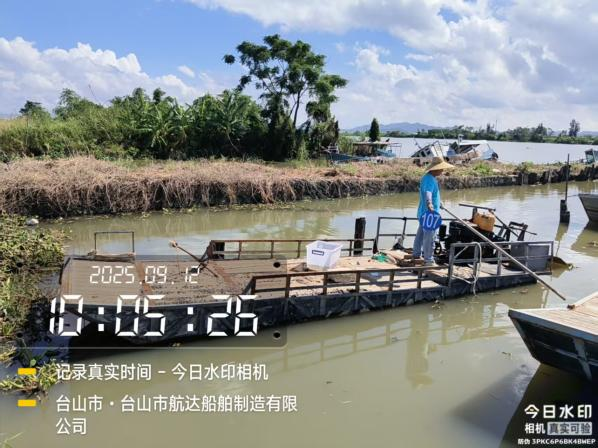 107
2025.09.12
10:05:26
记录真实时间 - 今日水印相机
台山市·台山市航达船舶制造有限
公司
今日水印
相机 真实可验
防伪 3PKC6P6BK4BWEP